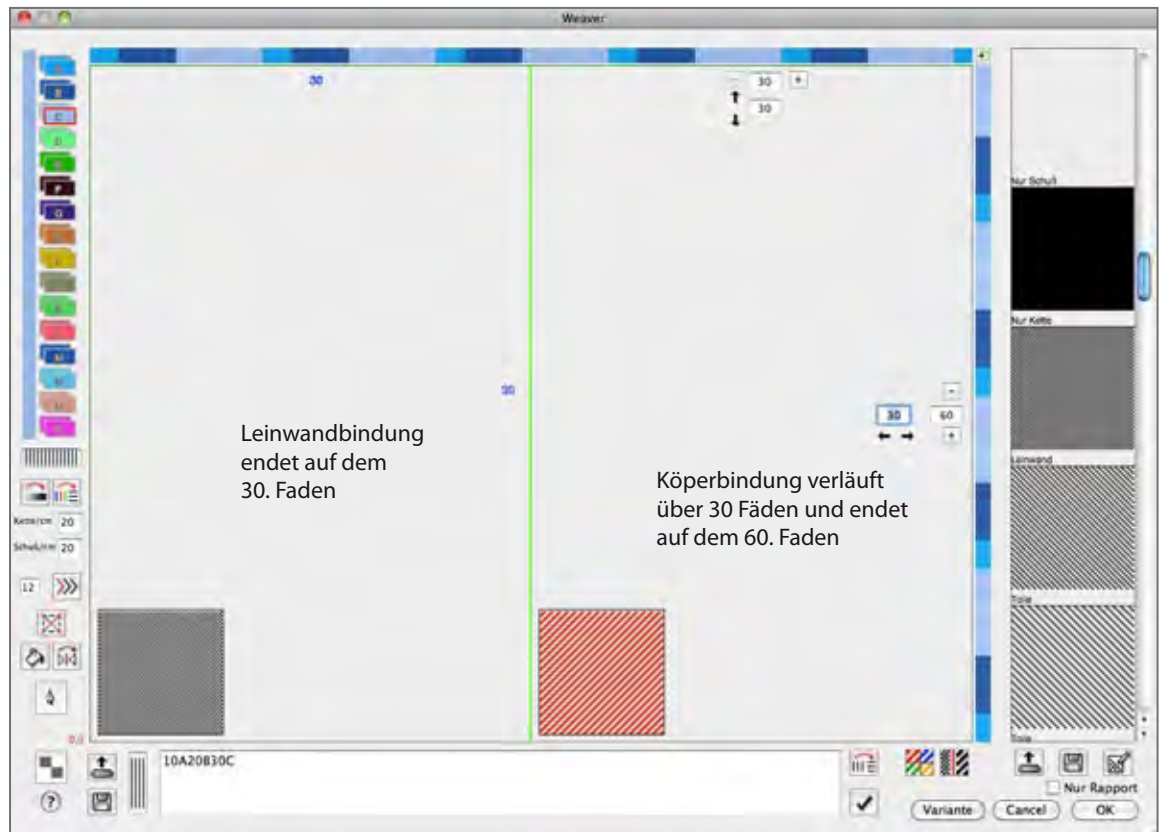 Weaver
A
B
C
D
F
G
M
30
30
30
30
30
60
Leinwandbindung
endet auf dem
30. Faden
Köperbindung verläuft
über 30 Fäden und endet
auf dem 60. Faden
Kette/cm 20
Schuß/cm 20
12
0,0
10A20B30C
Nur Schuß
Nur Kette
Leinwand
Toile
Toile
Nur Rapport
Variante
Cancel
OK